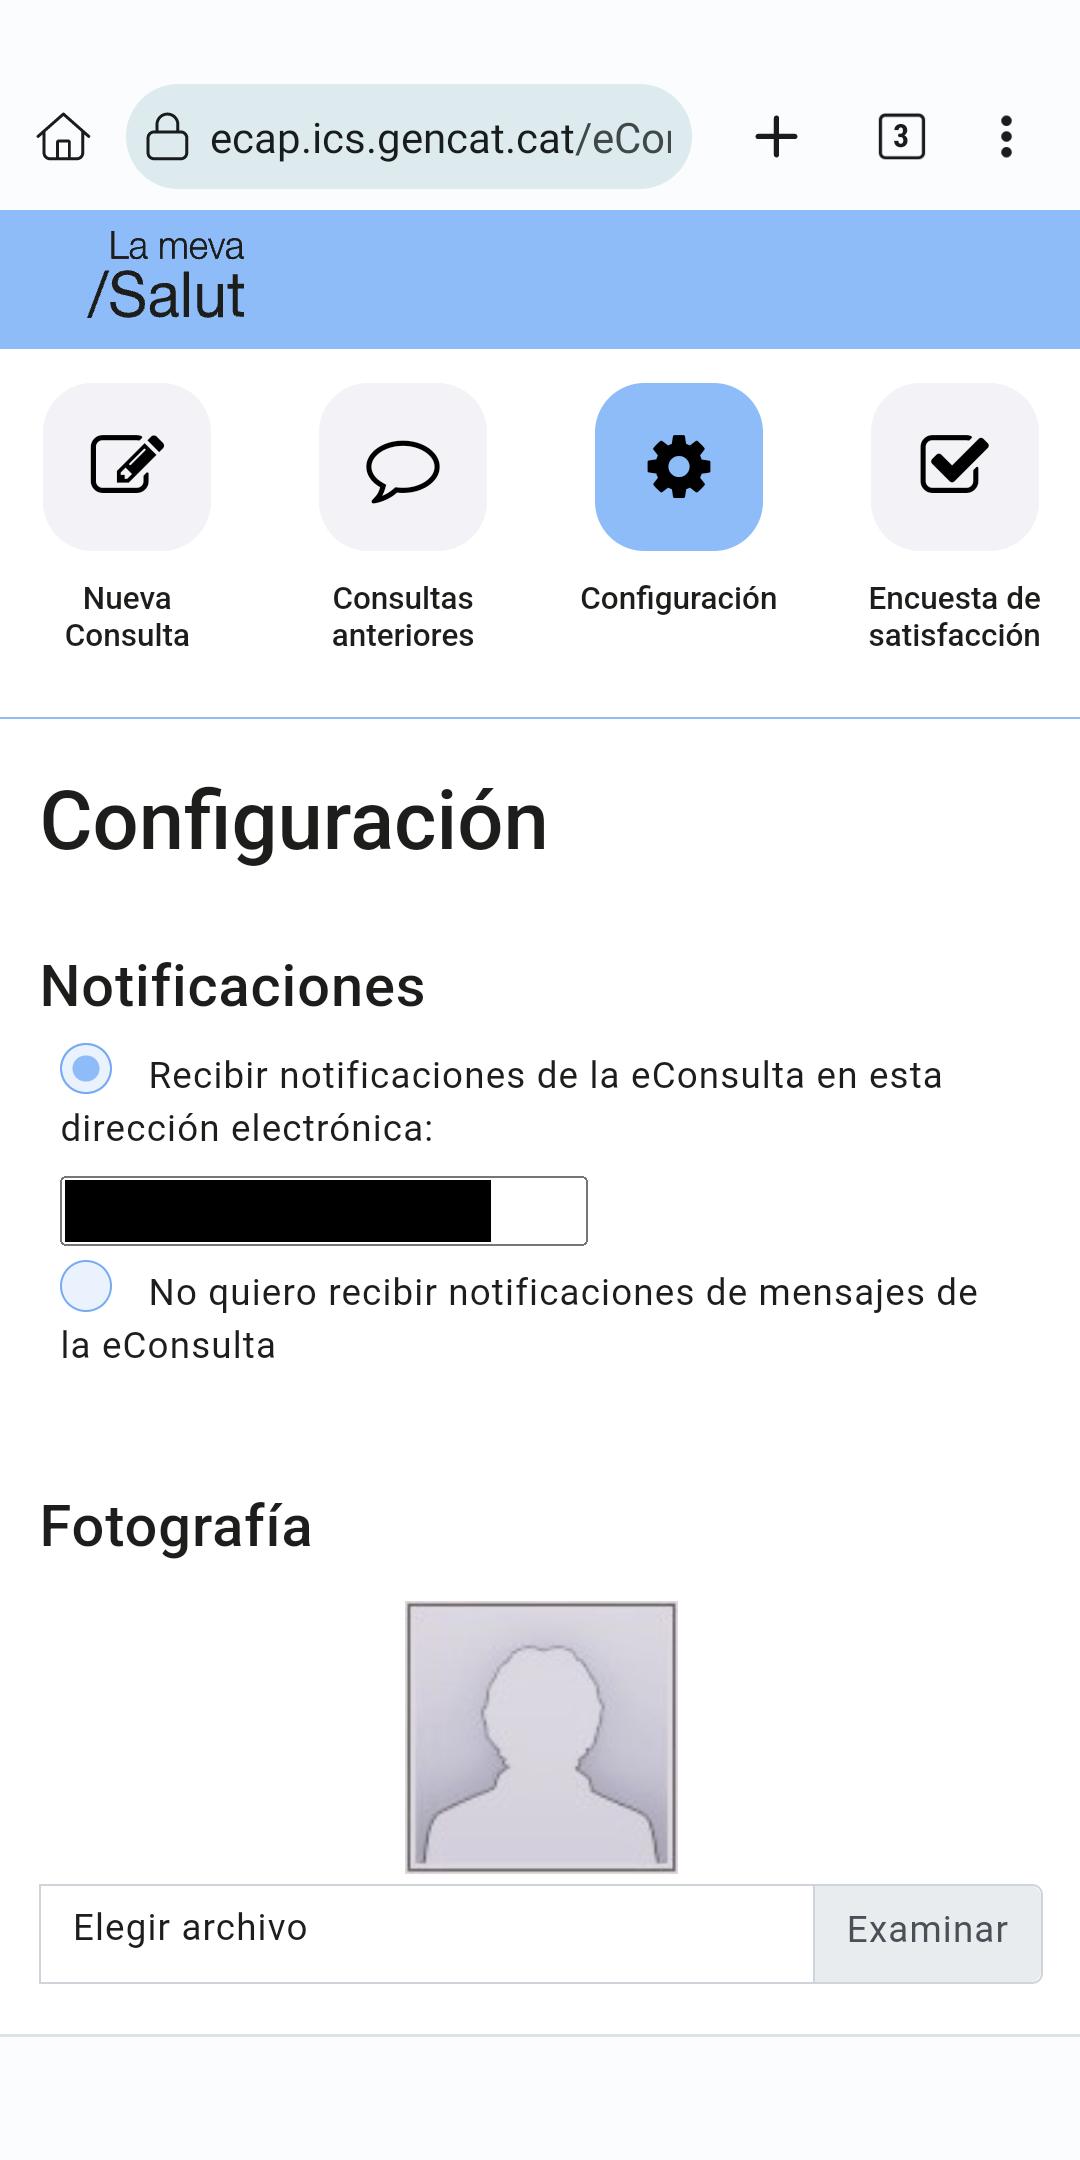 ecap.ics.gencat.cat/eCo
3
La meva
/Salut
Nueva
Consulta
Consultas
anteriores
Configuración
Encuesta de
satisfacción
Configuración
Notificaciones
Recibir notificaciones de la eConsulta en esta
dirección electrónica:
No quiero recibir notificaciones de mensajes de
la eConsulta
Fotografía
Elegir archivo
Examinar